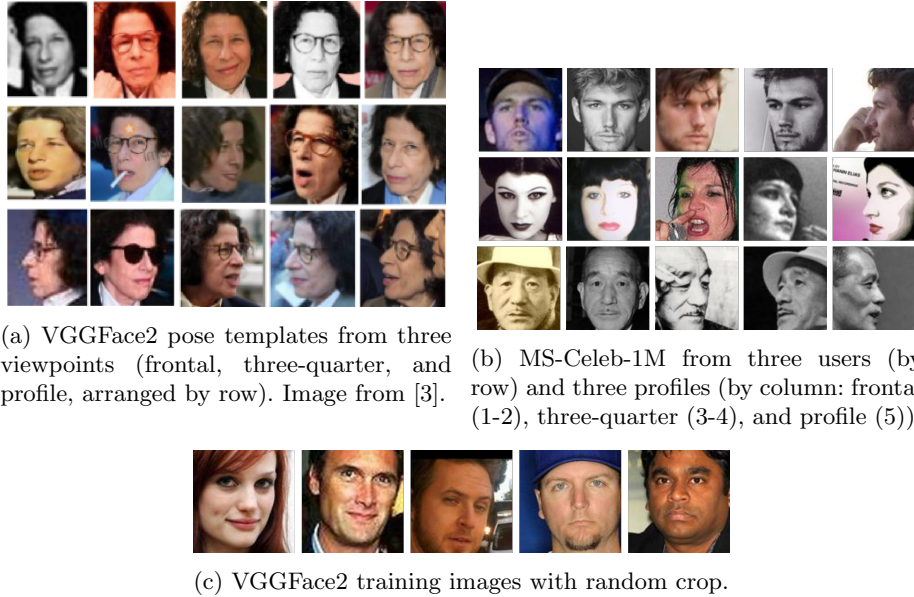 (a) VGGFace2 pose templates from three
viewpoints (frontal, three-quarter, and
profile, arranged by row). Image from [3].
(b) MS-Celeb-1M from three users (by
row) and three profiles (by column: fronta
(1-2), three-quarter (3-4), and profile (5))
(c) VGGFace2 training images with random crop.